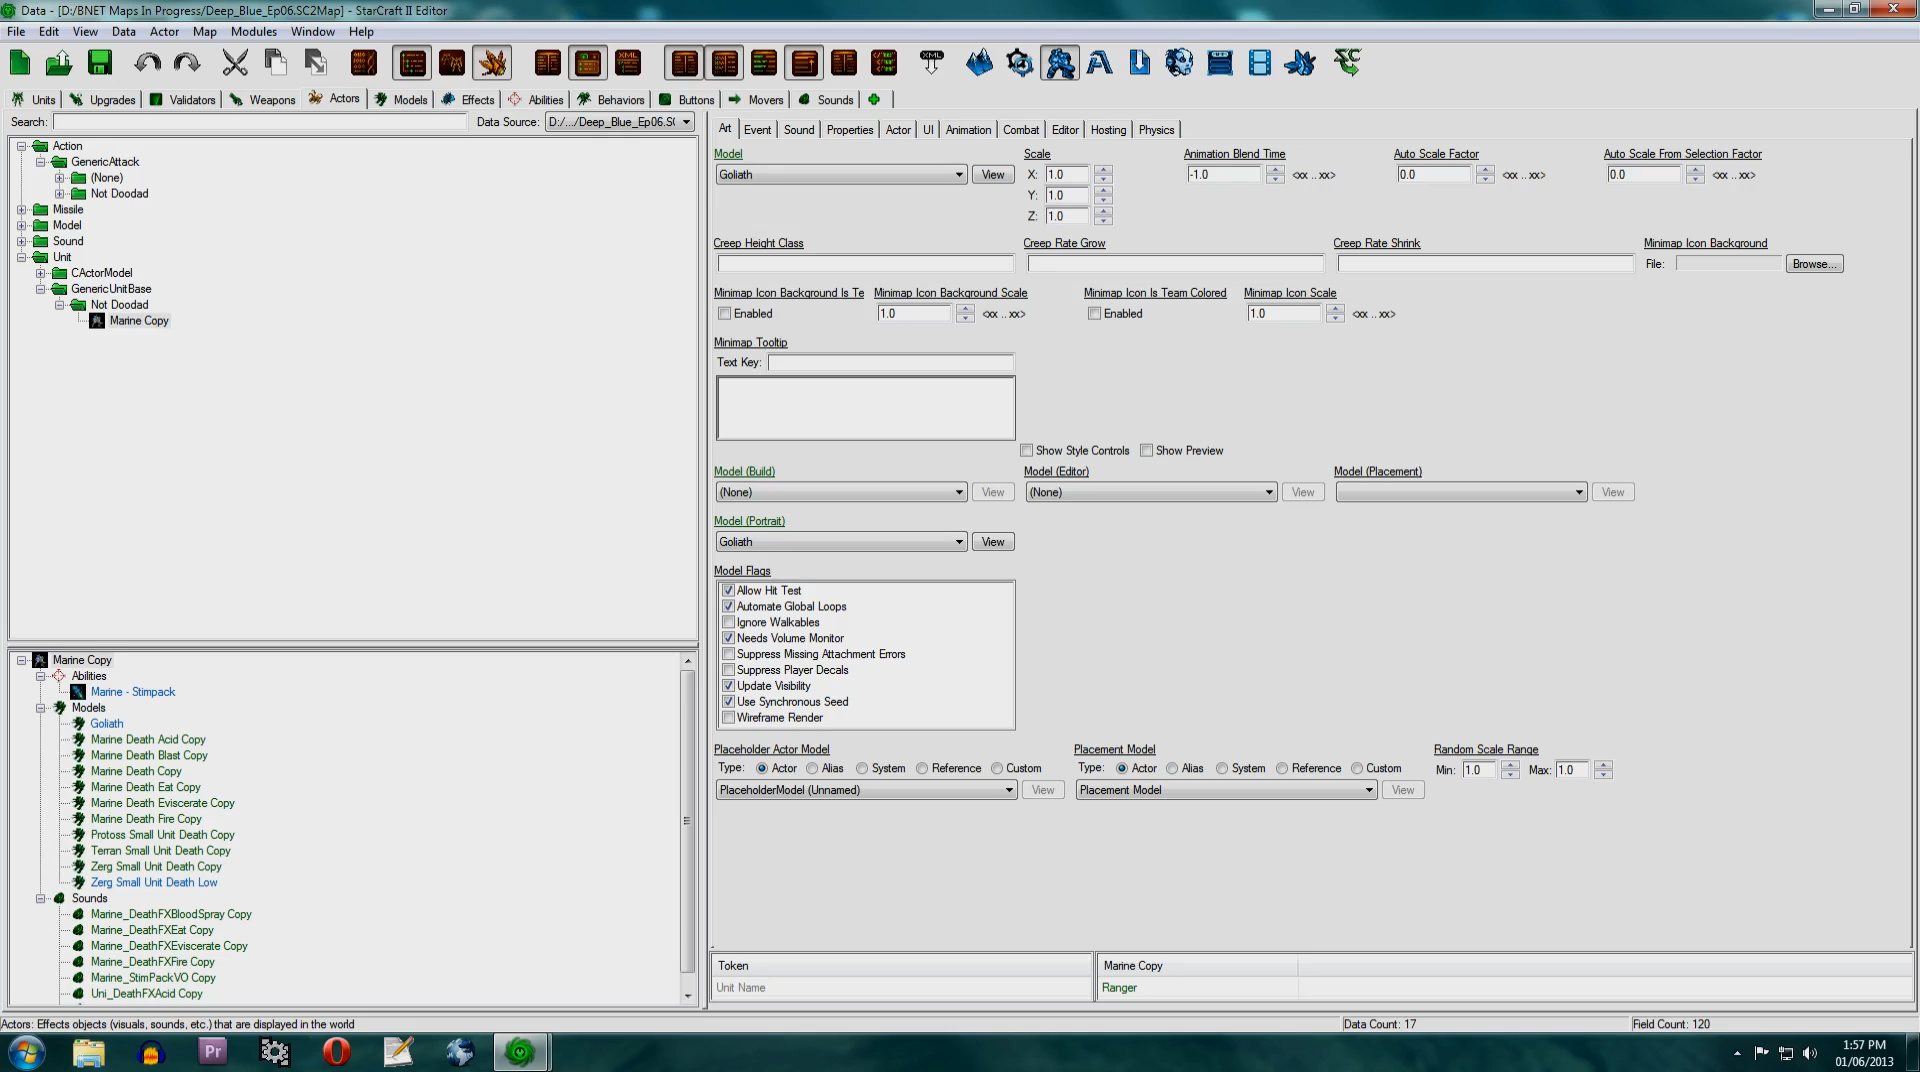 Data - [D:/BNET Maps In Progress/Deep_Blue_Ep06.SC2Map] - StarCraft II Editor
File Edit View Data Actor Map Modules Window Help
Units Upgrades Validators Weapons Actors Models Effects Abilities Behaviors Buttons Movers Sounds
Search: Data Source: D:/.../Deep_Blue_Ep06.S(
Action
GenericAttack
(None)
Not Doodad
Missile
Model
Sound
Unit
CActorModel
GenericUnitBase
Not Doodad
Marine Copy
Marine Copy
Abilities
Marine - Stimpack
Models
Goliath
Marine Death Acid Copy
Marine Death Blast Copy
Marine Death Copy
Marine Death Eat Copy
Marine Death Eviscerate Copy
Marine Death Fire Copy
Protoss Small Unit Death Copy
Terran Small Unit Death Copy
Zerg Small Unit Death Copy
Zerg Small Unit Death Low
Sounds
Marine_DeathFXBloodSpray Copy
Marine_DeathFXEat Copy
Marine_DeathFXEviscerate Copy
Marine_DeathFXFire Copy
Marine_StimPackVO Copy
Uni_DeathFXAcid Copy
Art Event Sound Properties Actor UI Animation Combat Editor Hosting Physics
Model Scale Animation Blend Time Auto Scale Factor Auto Scale From Selection Factor
Goliath View X: 1.0 -1.0 <xx .. xx> 0.0 <xx .. xx> 0.0 <xx .. xx>
Y: 1.0
Z: 1.0
Creep Height Class Creep Rate Grow Creep Rate Shrink Minimap Icon Background
File: Browse...
Minimap Icon Background Is Te Minimap Icon Background Scale Minimap Icon Is Team Colored Minimap Icon Scale
Enabled 1.0 <xx .. xx> Enabled 1.0 <xx .. xx>
Minimap Tooltip
Text Key:
Show Style Controls Show Preview
Model (Build) Model (Editor) Model (Placement)
(None) View (None) View View
Model (Portrait)
Goliath View
Model Flags
Allow Hit Test
Automate Global Loops
Ignore Walkables
Needs Volume Monitor
Suppress Missing Attachment Errors
Suppress Player Decals
Update Visibility
Use Synchronous Seed
Wireframe Render
Placeholder Actor Model Placement Model Random Scale Range
Type: Actor Alias System Reference Custom Type: Actor Alias System Reference Custom Min: 1.0 Max: 1.0
PlaceholderModel (Unnamed) View Placement Model View
Token Marine Copy
Unit Name Ranger
Actors: Effects objects (visuals, sounds, etc.) that are displayed in the world Data Count: 17 Field Count: 120
Pr
1:57 PM
01/06/2013